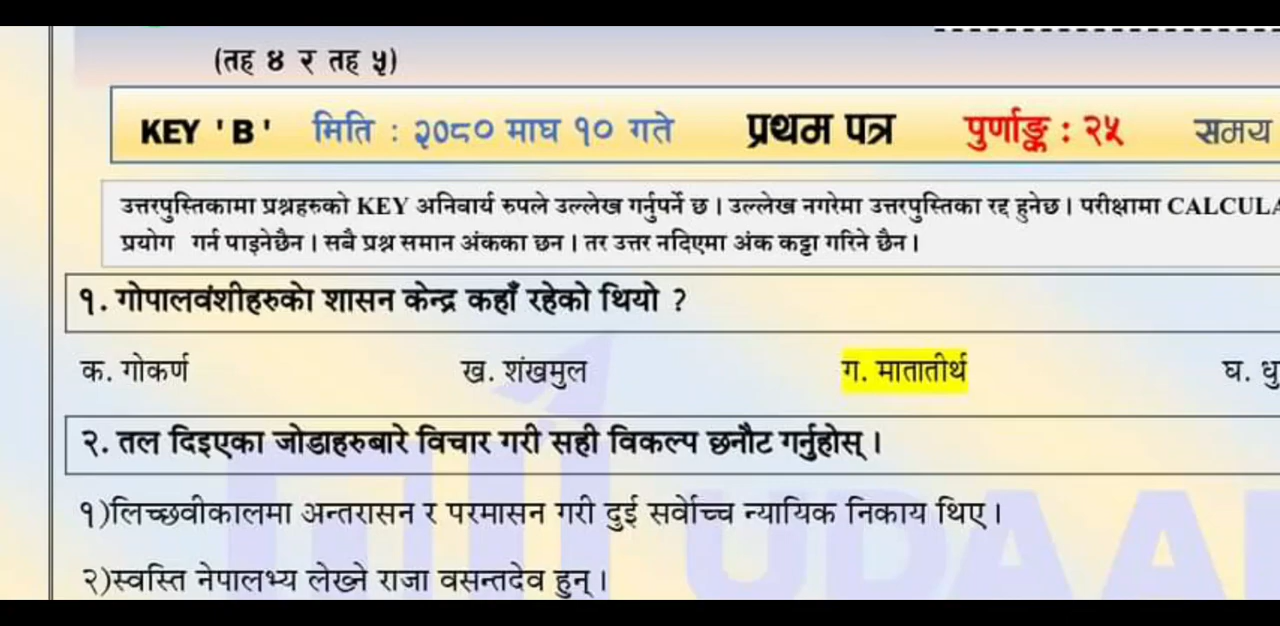 (तह ४ र तह ५)
KEY 'B' मिति : २०८० माघ १० गते प्रथम पत्र पुर्णाङ्क : २५ समय
उत्तरपुस्तिकामा प्रश्नहरुको KEY अनिवार्य रुपले उल्लेख गर्नुपर्ने छ । उल्लेख नगरेमा उत्तरपुस्तिका रद्द हुनेछ । परीक्षामा CALCULA
प्रयोग गर्न पाइनेछैन । सबै प्रश्न समान अंकका छन । तर उत्तर नदिएमा अंक कट्टा गरिने छैन ।
१. गोपालवंशीहरुको शासन केन्द्र कहाँ रहेको थियो ?
क. गोकर्ण ख. शंखमुल ग. मातातीर्थ घ. धु
२. तल दिइएका जोडाहरुबारे विचार गरी सही विकल्प छनौट गर्नुहोस् ।
१)लिच्छवीकालमा अन्तरासन र परमासन गरी दुई सर्वोच्च न्यायिक निकाय थिए ।
२)स्वस्ति नेपालभ्य लेख्ने राजा वसन्तदेव हुन् ।
UDAA